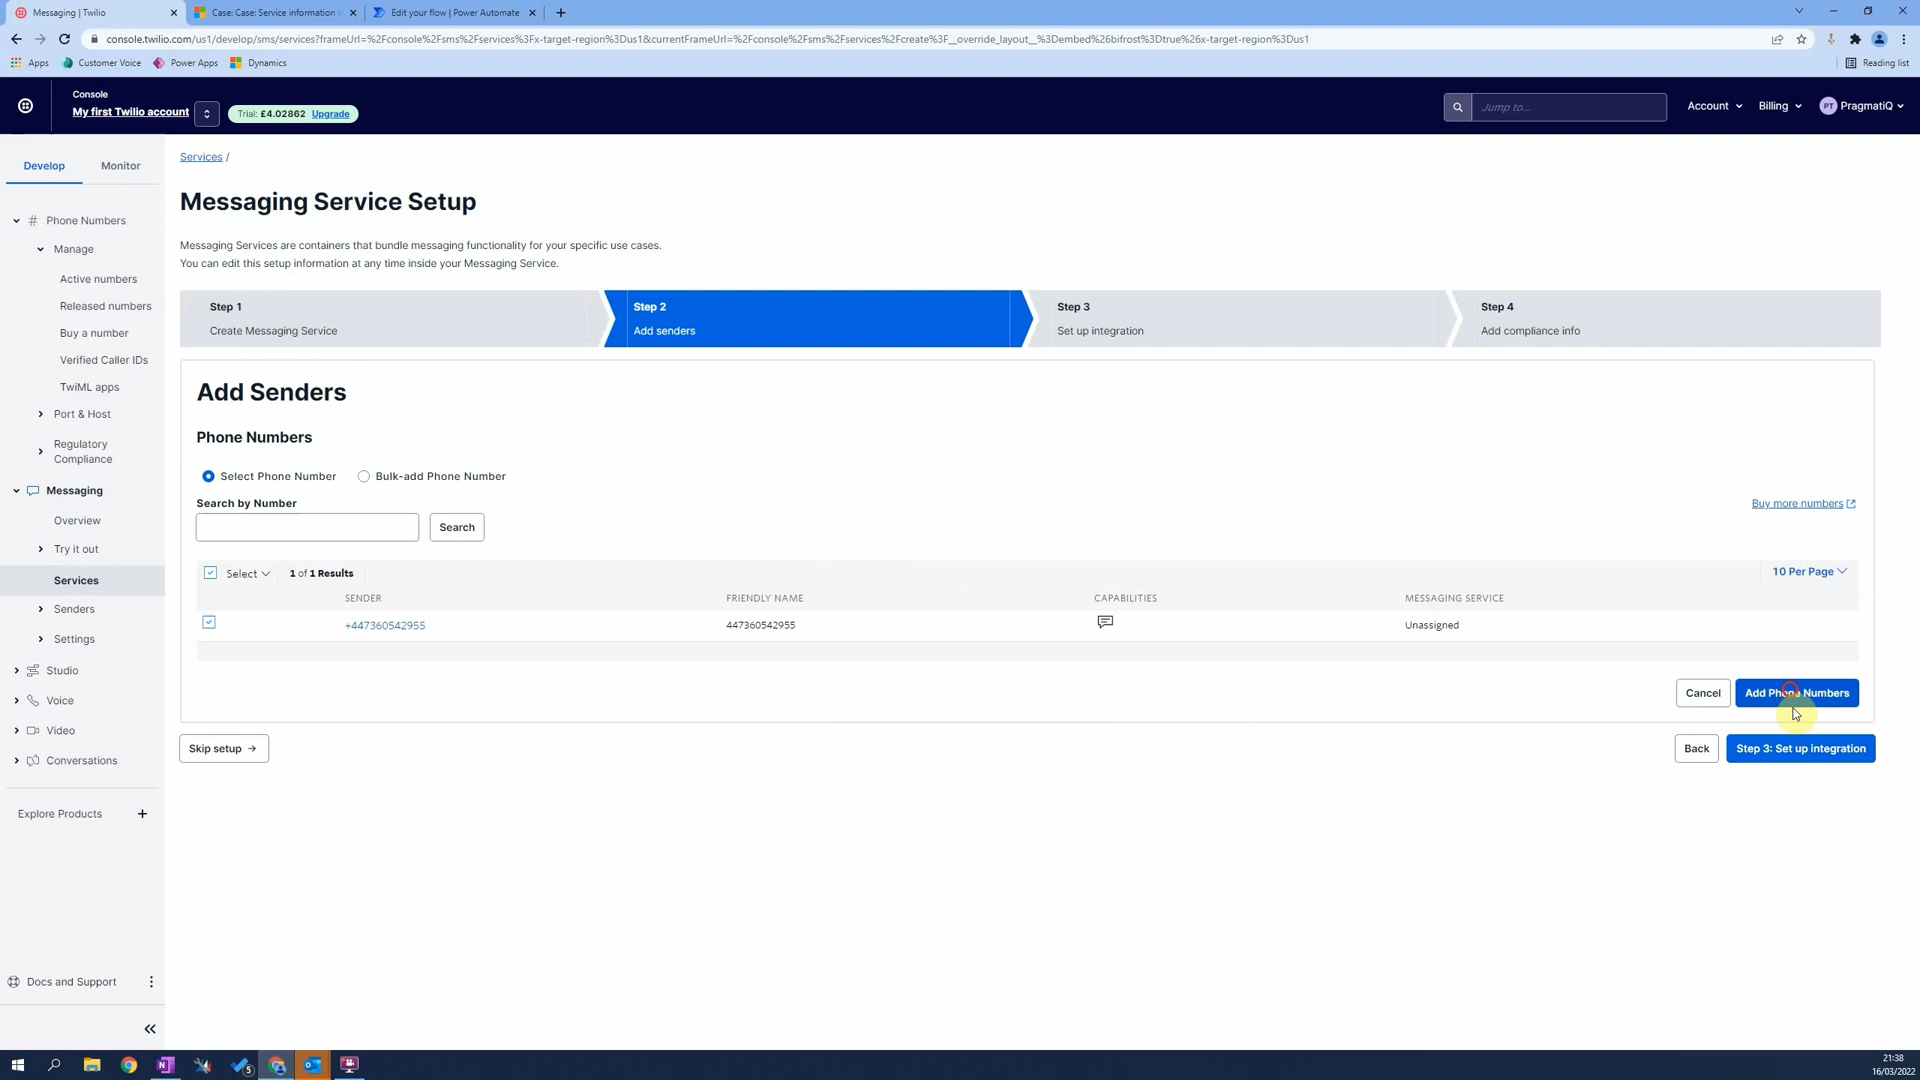 Messaging | Twilio
Case: Case: Service information r
Edit your flow | Power Automate
console.twilio.com/us1/develop/sms/services?frameUrl=%2Fconsole%2Fsms%2Fservices%3Fx-target-region%3Dus1&currentFrameUrl=%2Fconsole%2Fsms%2Fservices%2Fcreate%3F__override_layout__%3Dembed%26bifrost%3Dtrue%26x-target-region%3Dus1
Apps
Customer Voice
Power Apps
Dynamics
Reading list
Console
My first Twilio account
Trial: £4.02862 Upgrade
Jump to...
Account
Billing
PT PragmatiQ
Develop
Monitor
Phone Numbers
Manage
Active numbers
Released numbers
Buy a number
Verified Caller IDs
TwiML apps
Port & Host
Regulatory
Compliance
Messaging
Overview
Try it out
Services
Senders
Settings
Studio
Voice
Video
Conversations
Explore Products
Docs and Support
Services /
Messaging Service Setup
Messaging Services are containers that bundle messaging functionality for your specific use cases.
You can edit this setup information at any time inside your Messaging Service.
Step 1
Create Messaging Service
Step 2
Add senders
Step 3
Set up integration
Step 4
Add compliance info
Add Senders
Phone Numbers
Select Phone Number
Bulk-add Phone Number
Search by Number
Search
Buy more numbers
Select
1 of 1 Results
10 Per Page
SENDER
FRIENDLY NAME
CAPABILITIES
MESSAGING SERVICE
+447360542955
447360542955
Unassigned
Cancel
Add Phone Numbers
Skip setup
Back
Step 3: Set up integration
5
21:38
16/03/2022